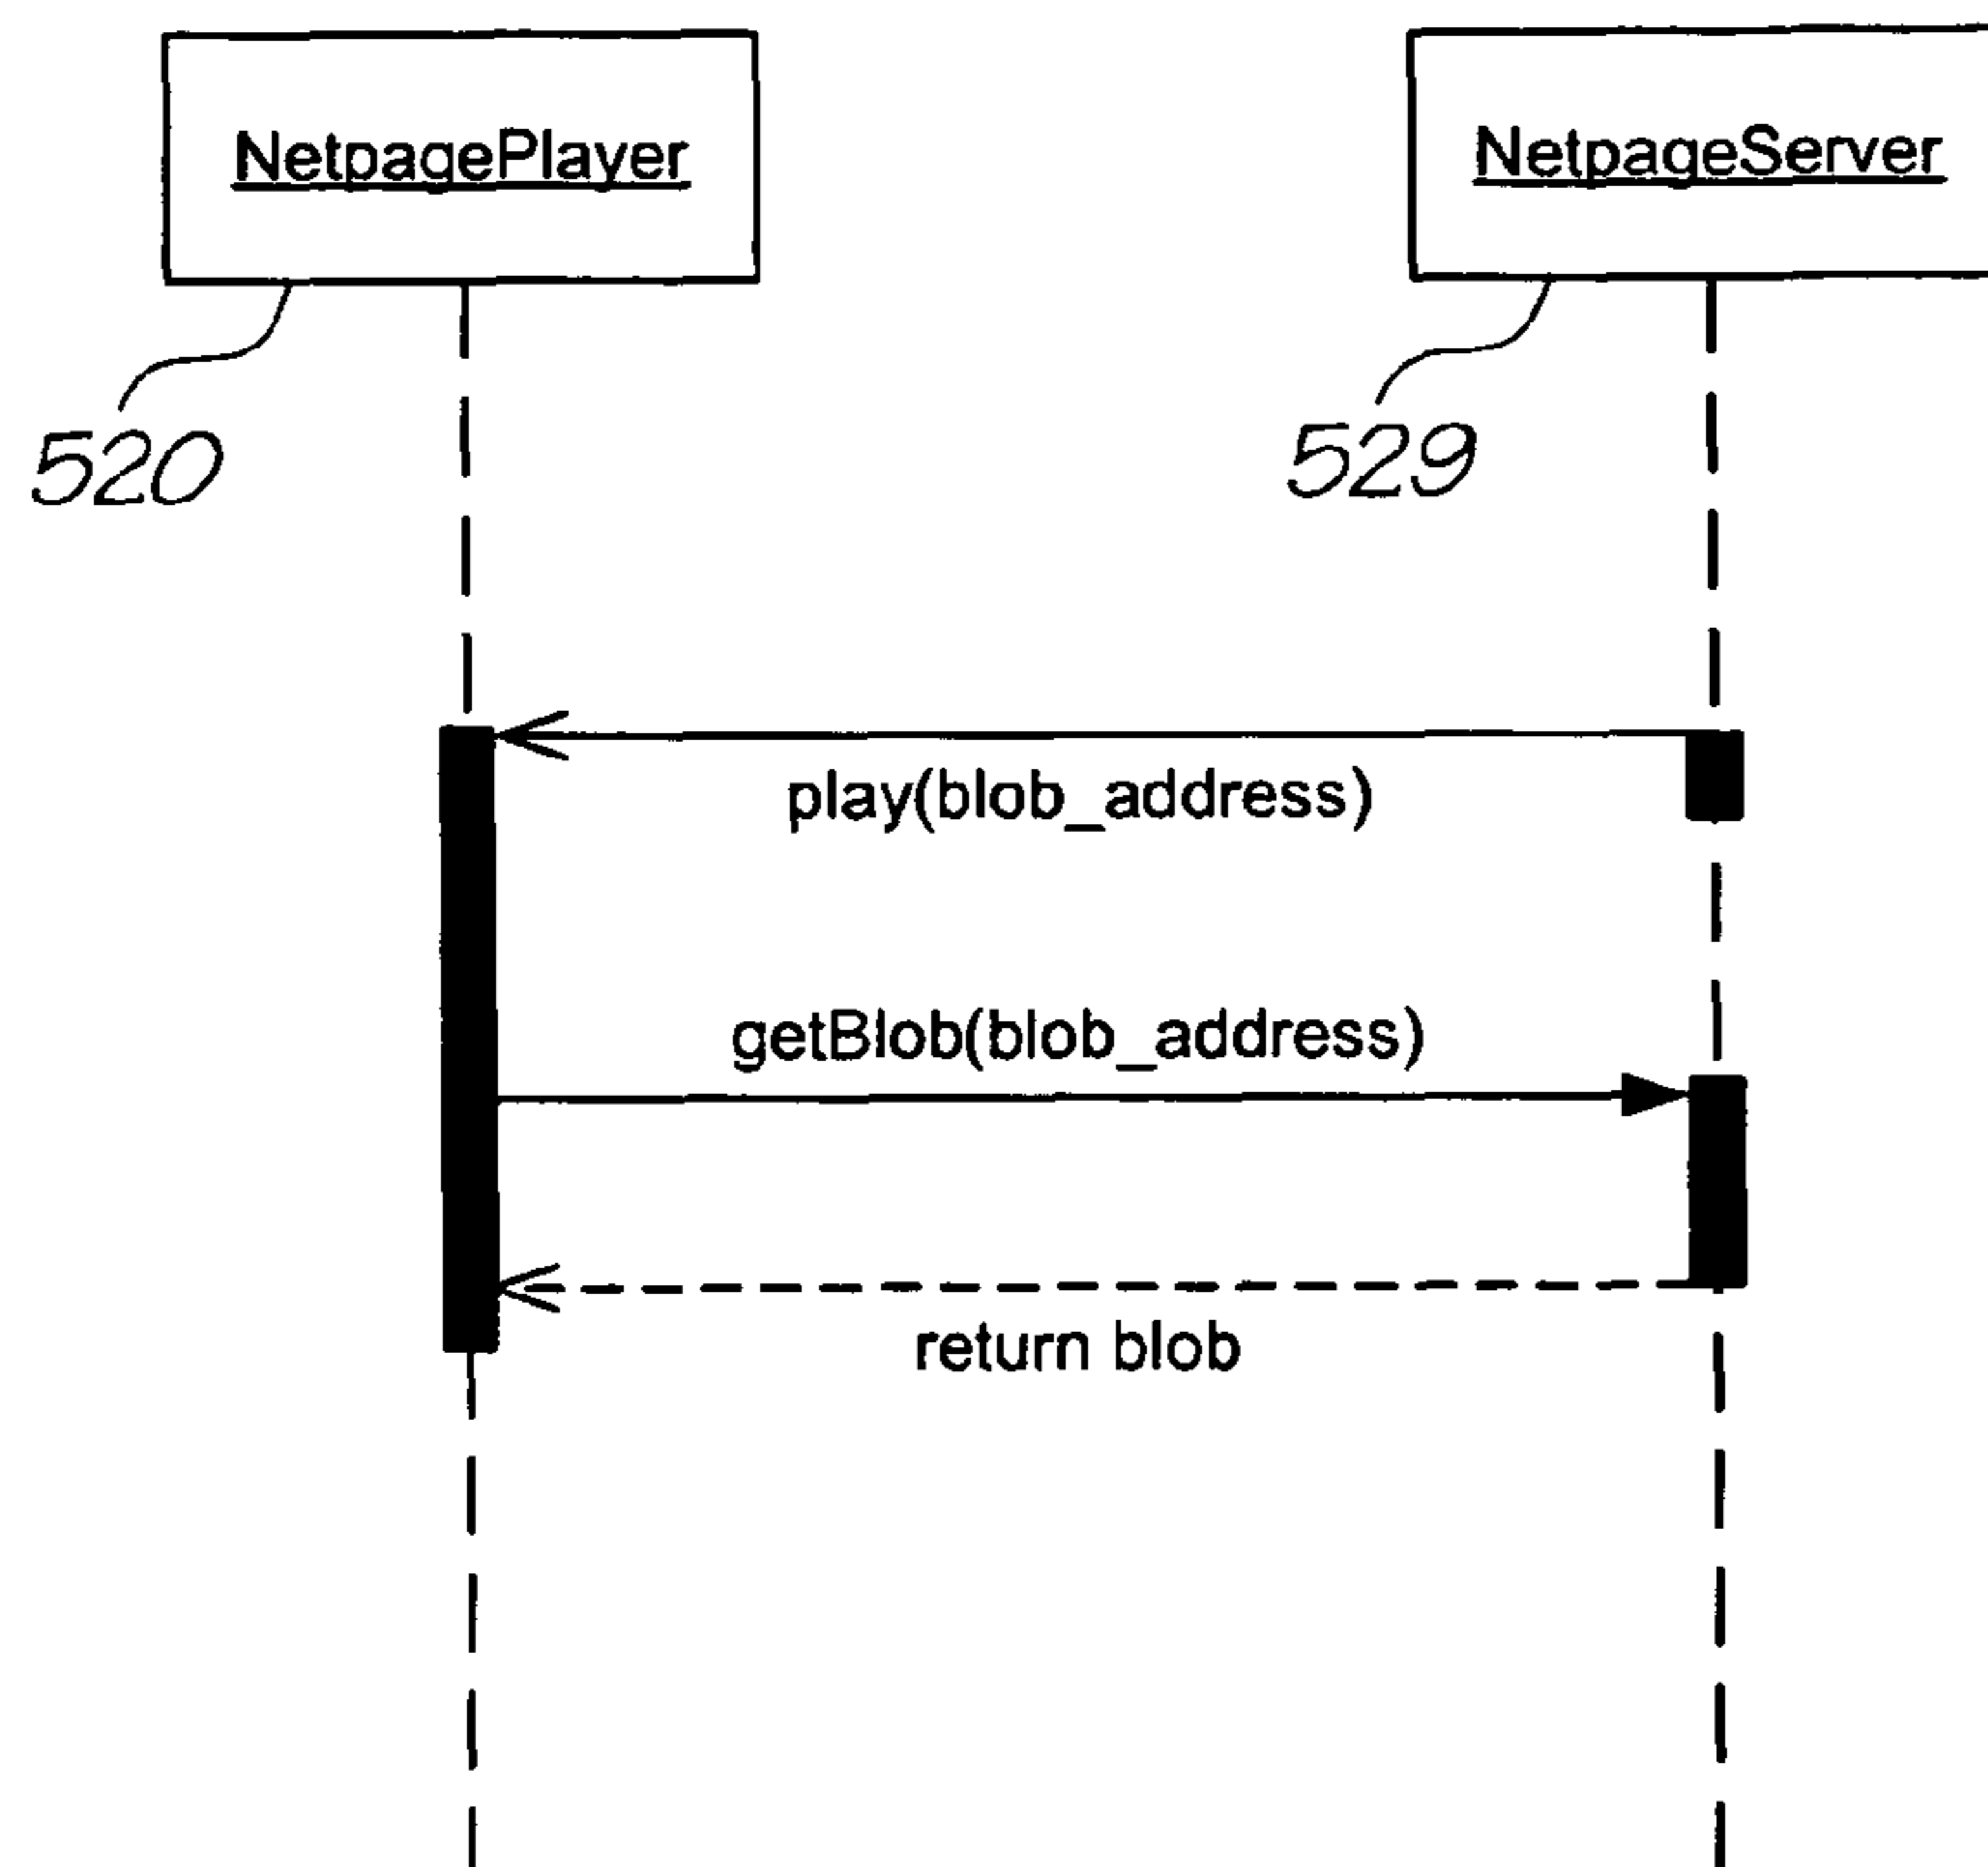 NetpagePlayer
NetpageServer
520
529
play(blob_address)
getBlob(blob_address)
return blob